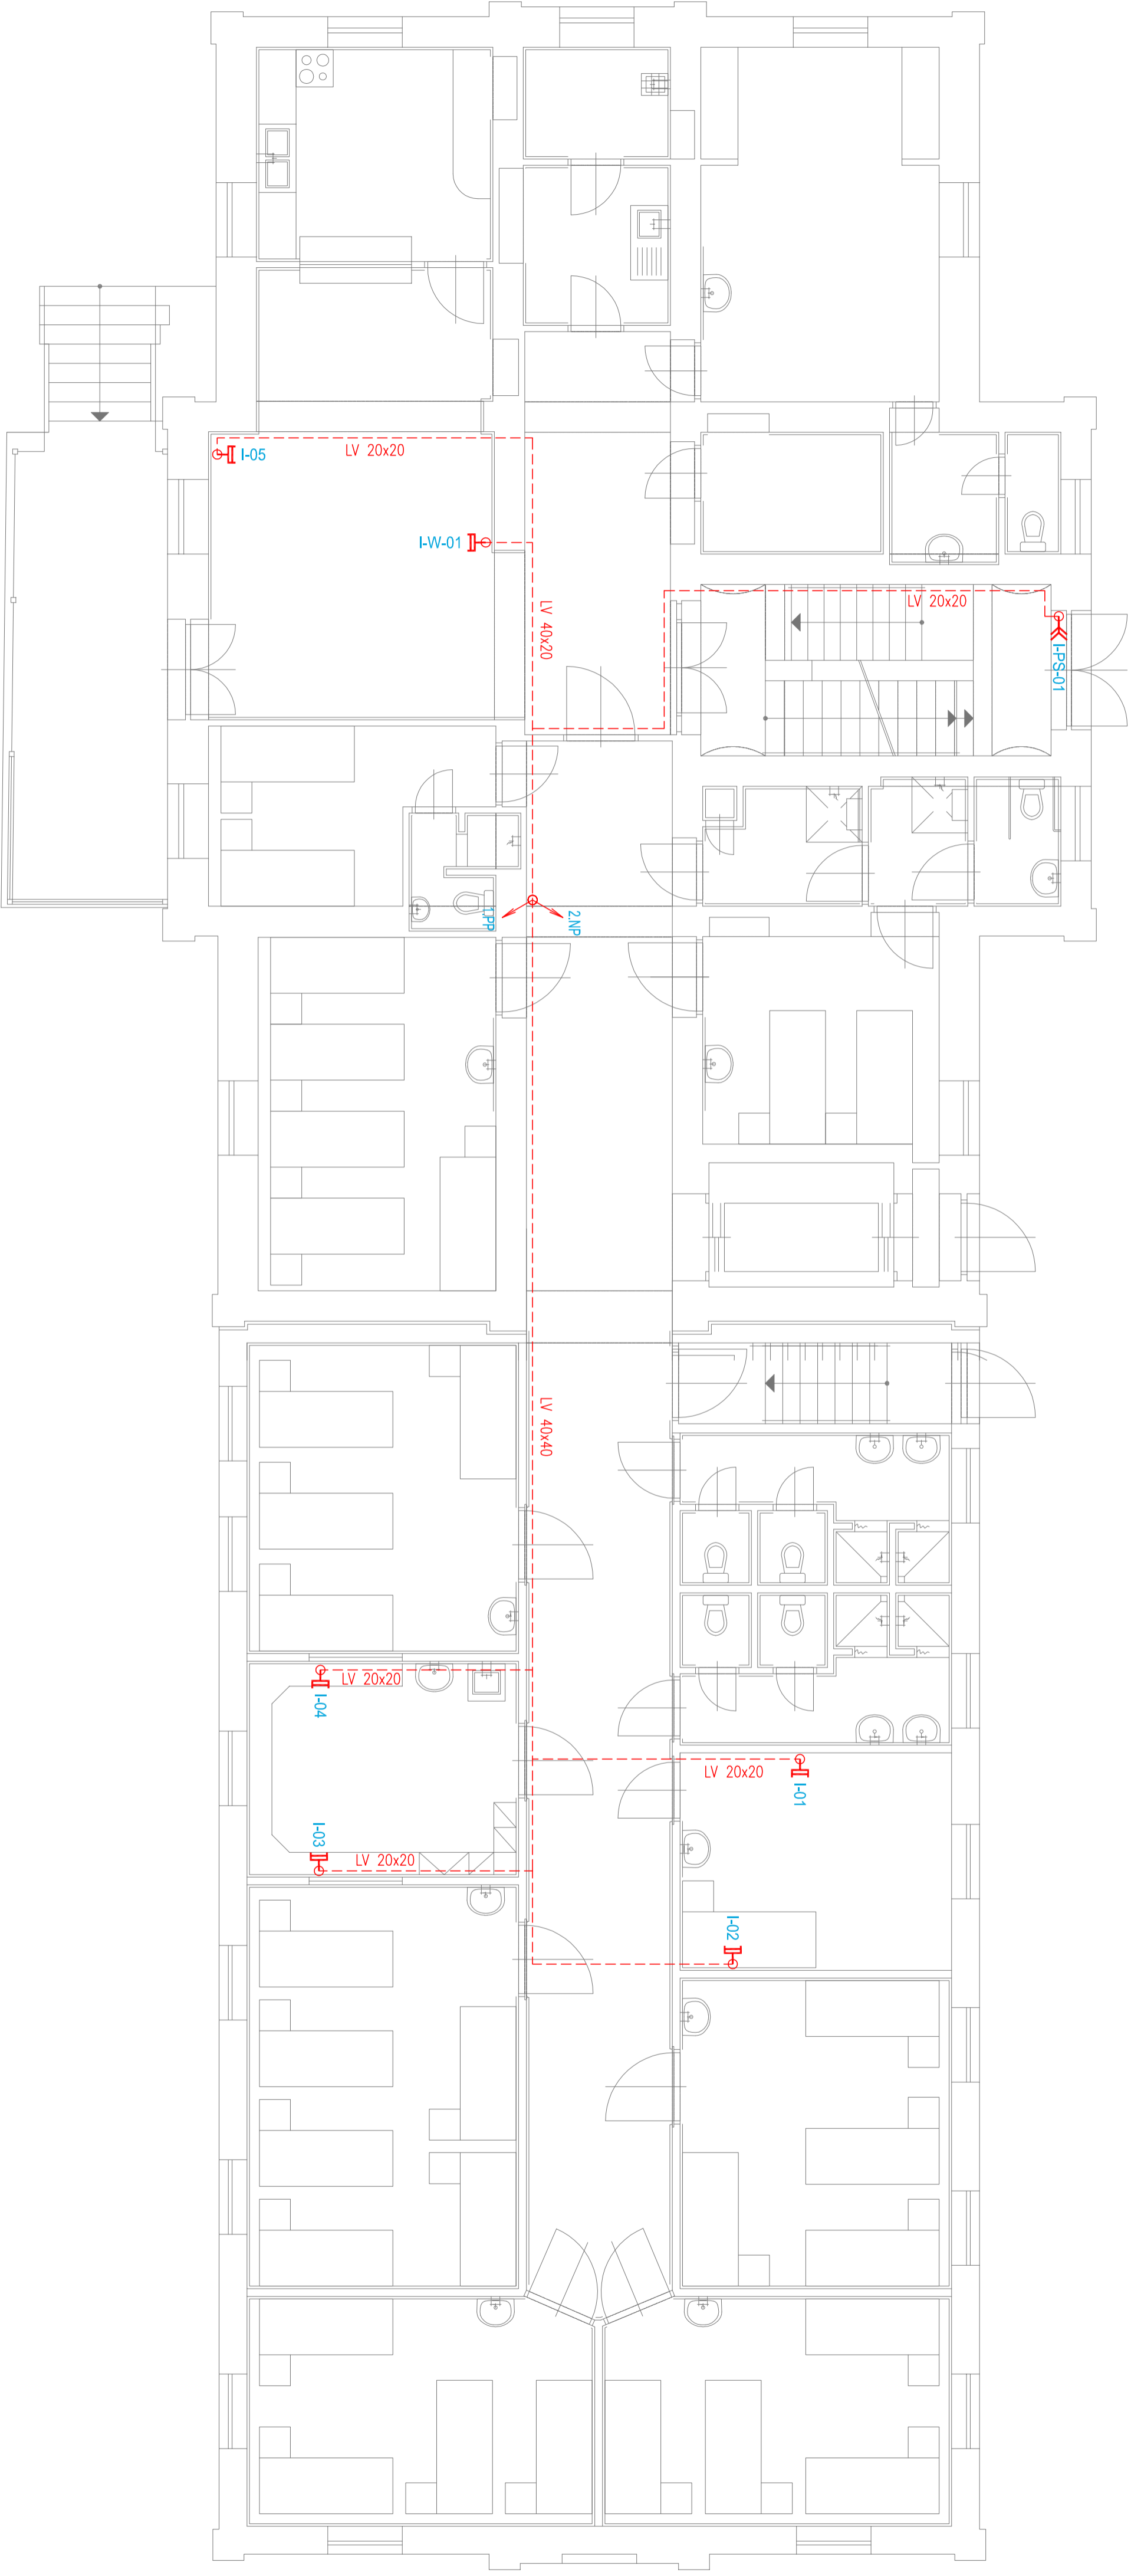 LV 20x20
I-05
I-W-01
LV 40x20
LV 20x20
I-PS-01
1.PP
2.NP
LV 40x40
LV 20x20
I-04
LV 20x20
I-01
I-03
LV 20x20
I-02